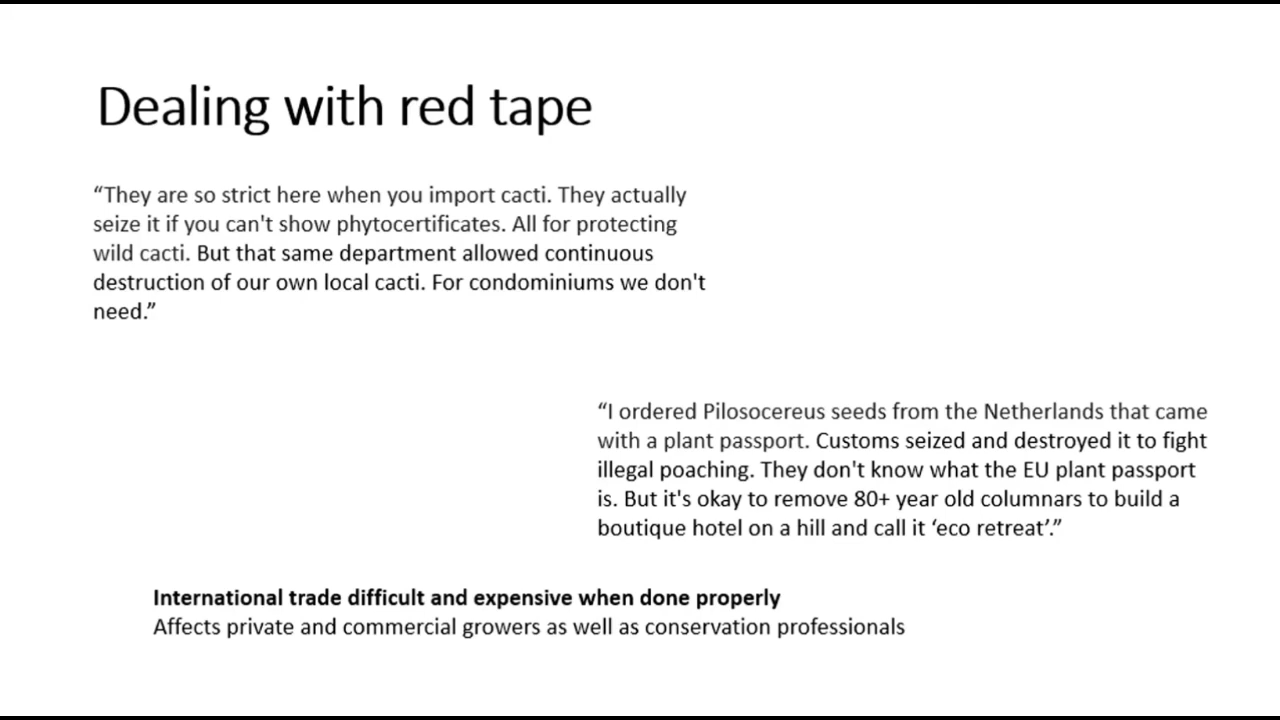 Dealing with red tape
“They are so strict here when you import cacti. They actually
seize it if you can't show phytocertificates. All for protecting
wild cacti. But that same department allowed continuous
destruction of our own local cacti. For condominiums we don't
need.”
“I ordered Pilosocereus seeds from the Netherlands that came
with a plant passport. Customs seized and destroyed it to fight
illegal poaching. They don't know what the EU plant passport
is. But it's okay to remove 80+ year old columnars to build a
boutique hotel on a hill and call it ‘eco retreat’.”
International trade difficult and expensive when done properly
Affects private and commercial growers as well as conservation professionals